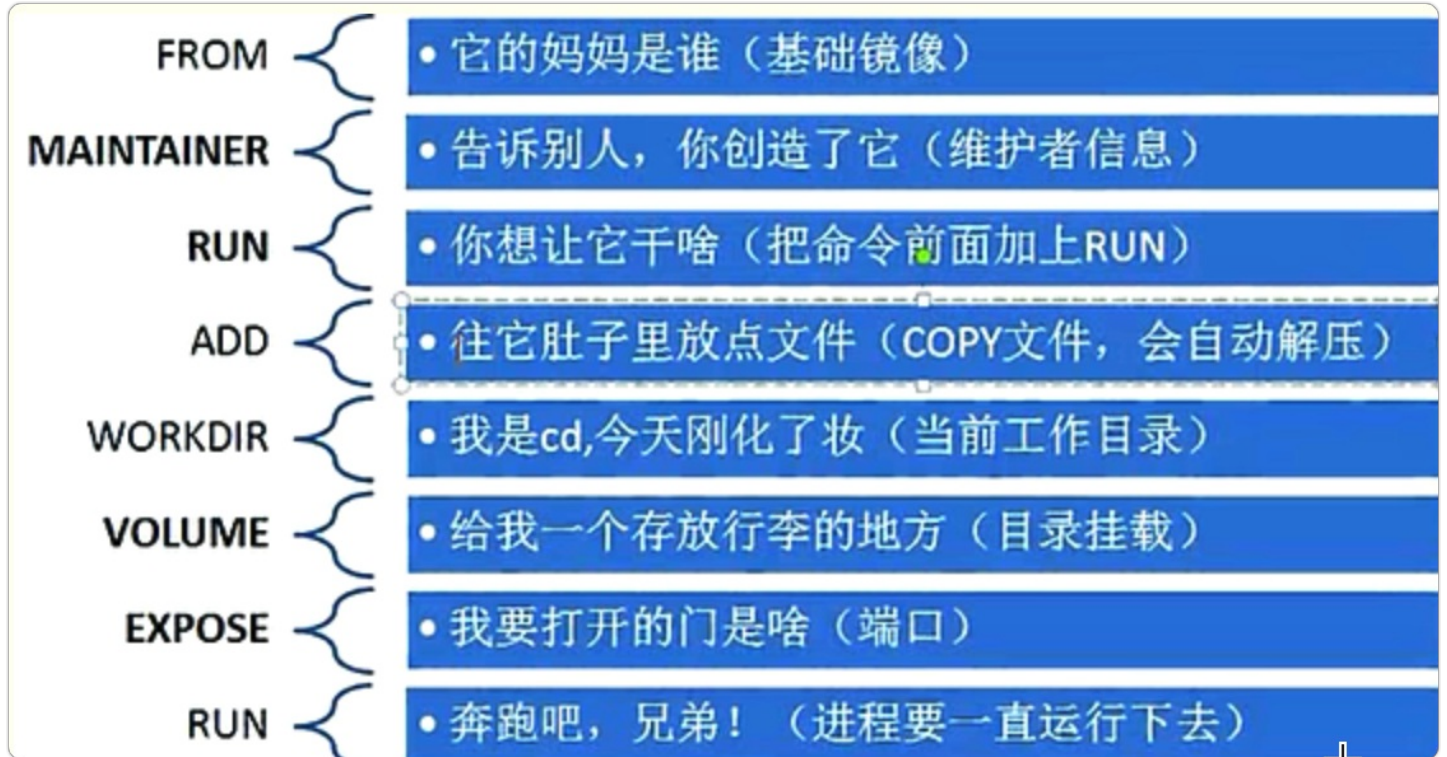 FROM
• 它的妈妈是谁（基础镜像）
MAINTAINER
• 告诉别人，你创造了它（维护者信息）
RUN
• 你想让它干啥（把命令前面加上RUN）
ADD
• 往它肚子里放点文件（COPY文件，会自动解压）
WORKDIR
• 我是cd,今天刚化了妆（当前工作目录）
VOLUME
• 给我一个存放行李的地方（目录挂载）
EXPOSE
• 我要打开的门是啥（端口）
RUN
• 奔跑吧，兄弟！（进程要一直运行下去）